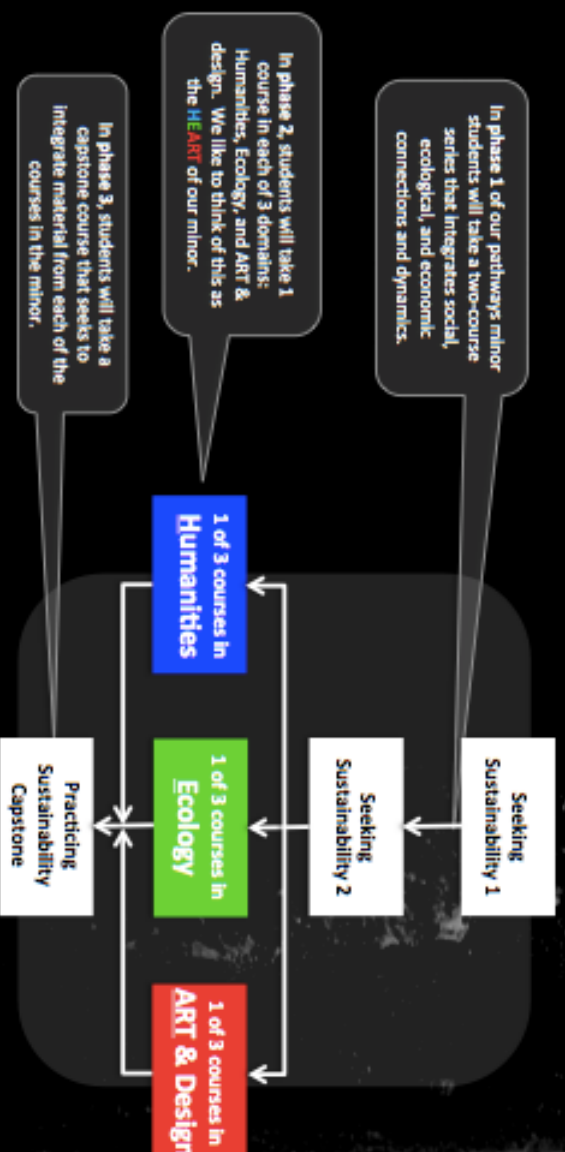 In phase 1 of our pathways minor
students will take a two-course
series that integrates social,
ecological, and economic
connections and dynamics.
In phase 2, students will take 1
course in each of 3 domains:
Humanities, Ecology, and ART &
design. We like to think of this as
the HEART of our minor.
In phase 3, students will take a
capstone course that seeks to
integrate material from each of the
courses in the minor.
Seeking
Sustainability 1
Seeking
Sustainability 2
1 of 3 courses in
Humanities
1 of 3 courses in
Ecology
1 of 3 courses in
ART & Design
Practicing
Sustainability
Capstone